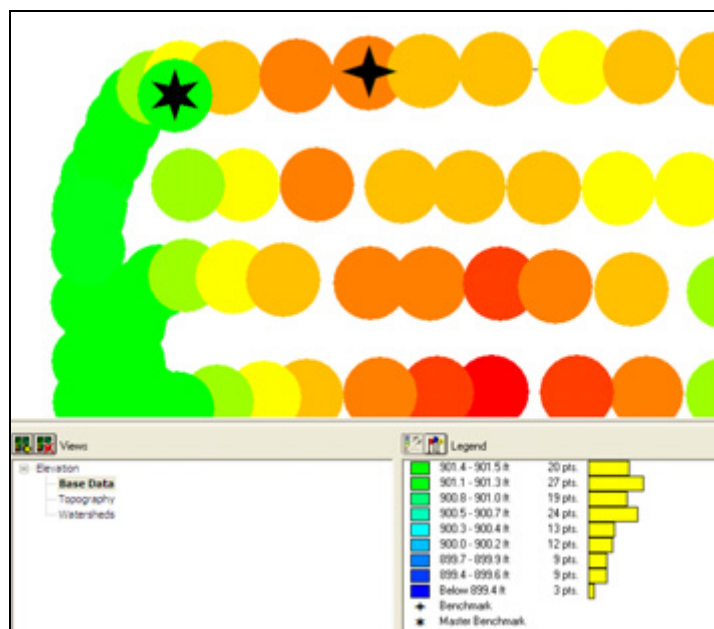 Views
Elevation
Base Data
Topography
Watersheds
Legend
901.4 - 901.5 ft 20 pts.
901.1 - 901.3 ft 27 pts.
900.8 - 901.0 ft 19 pts.
900.5 - 900.7 ft 24 pts.
900.3 - 900.4 ft 13 pts.
900.0 - 900.2 ft 12 pts.
899.7 - 899.9 ft 9 pts.
899.4 - 899.6 ft 9 pts.
Below 899.4 ft 3 pts.
Benchmark
Master Benchmark